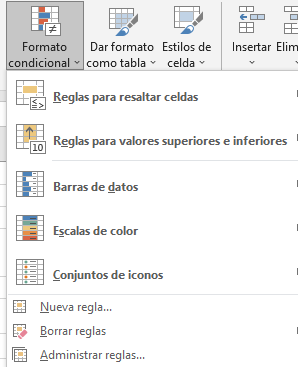 Formato condicional
Dar formato como tabla
Estilos de celda
Insertar
Elim
Reglas para resaltar celdas
10
Reglas para valores superiores e inferiores
Barras de datos
Escalas de color
Conjuntos de iconos
Nueva regla...
Borrar reglas
Administrar reglas...